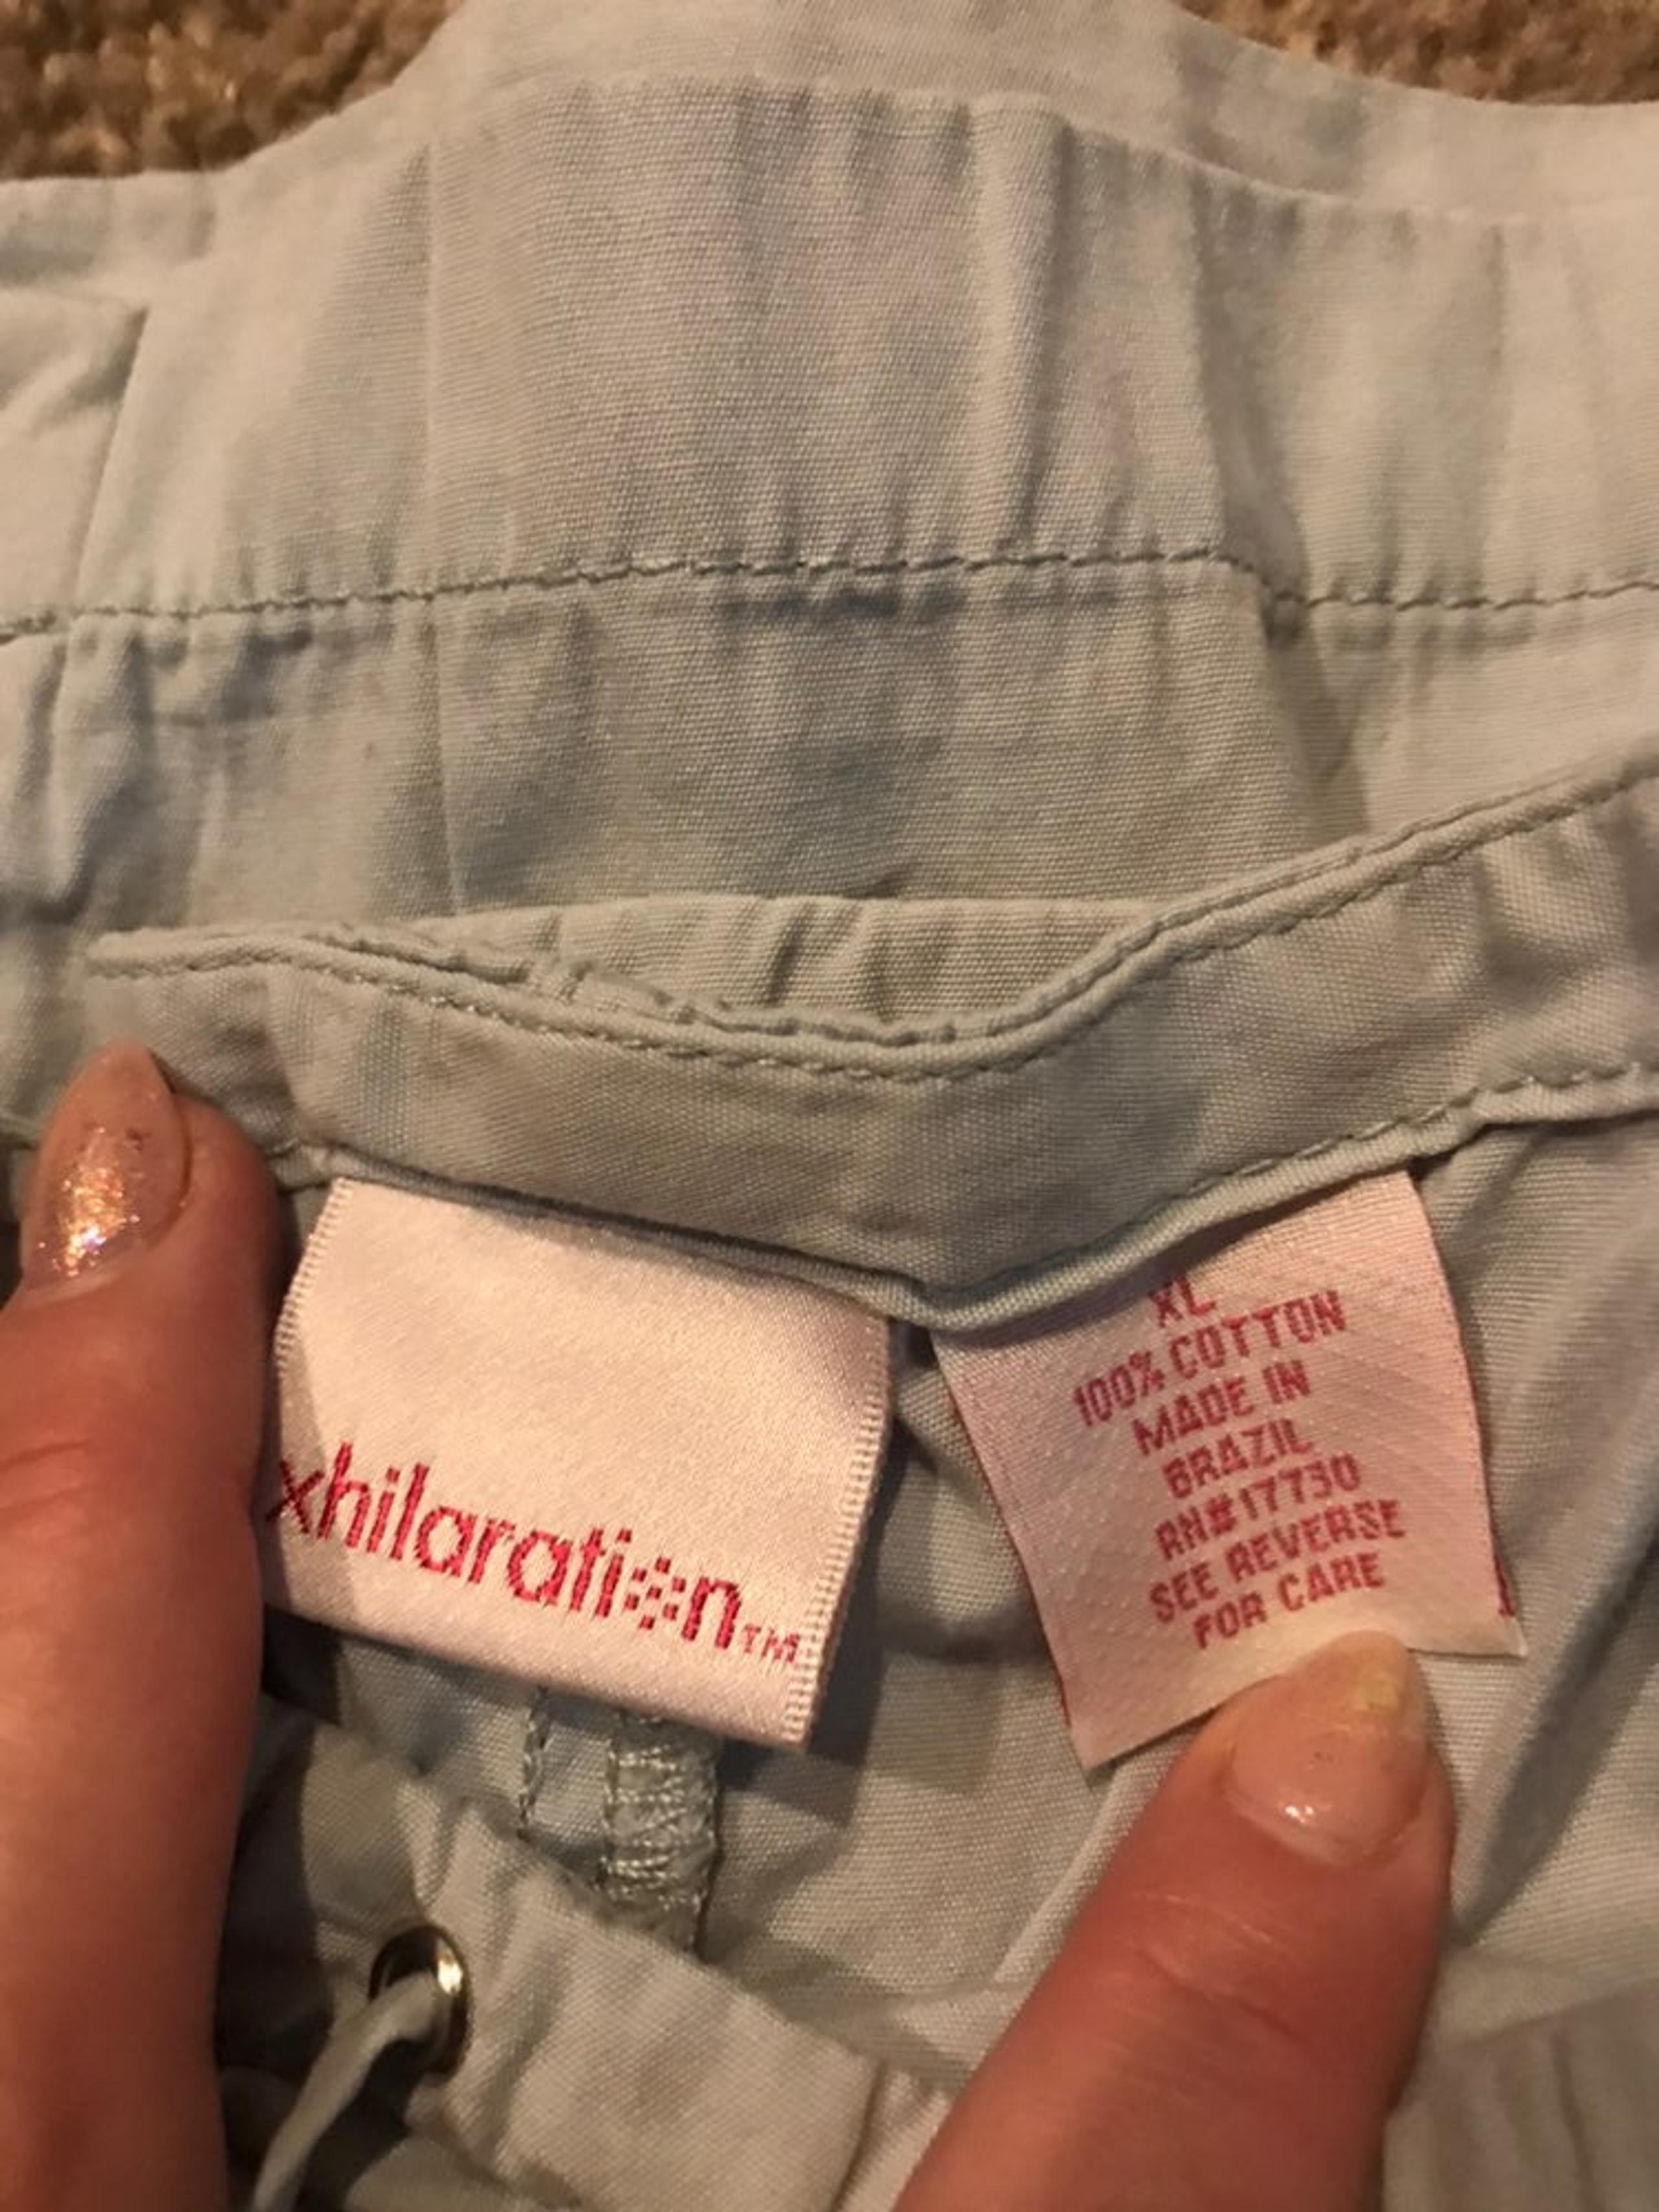 xhilaration TM
XL
100% COTTON
MADE IN
BRAZIL
RN#17730
SEE REVERSE
FOR CARE